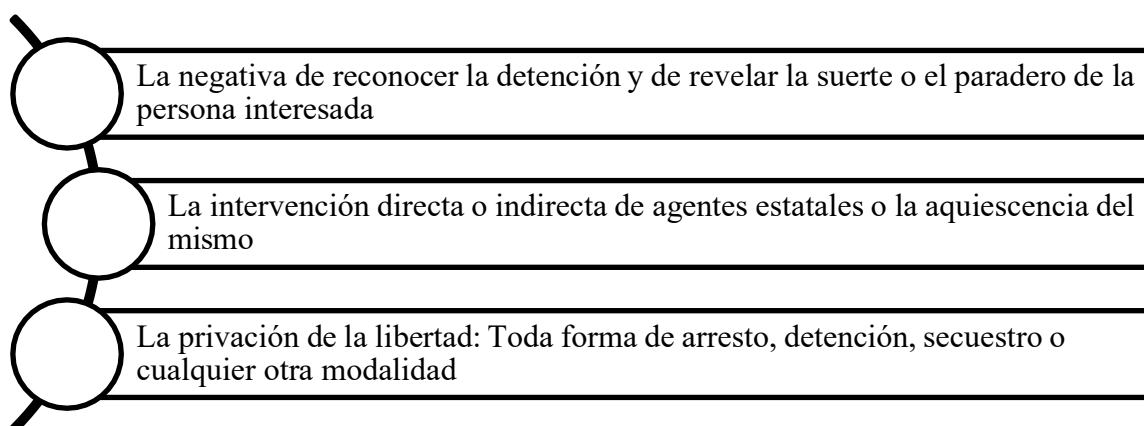 La negativa de reconocer la detención y de revelar la suerte o el paradero de la
persona interesada
La intervención directa o indirecta de agentes estatales o la aquiescencia del
mismo
La privación de la libertad: Toda forma de arresto, detención, secuestro o
cualquier otra modalidad